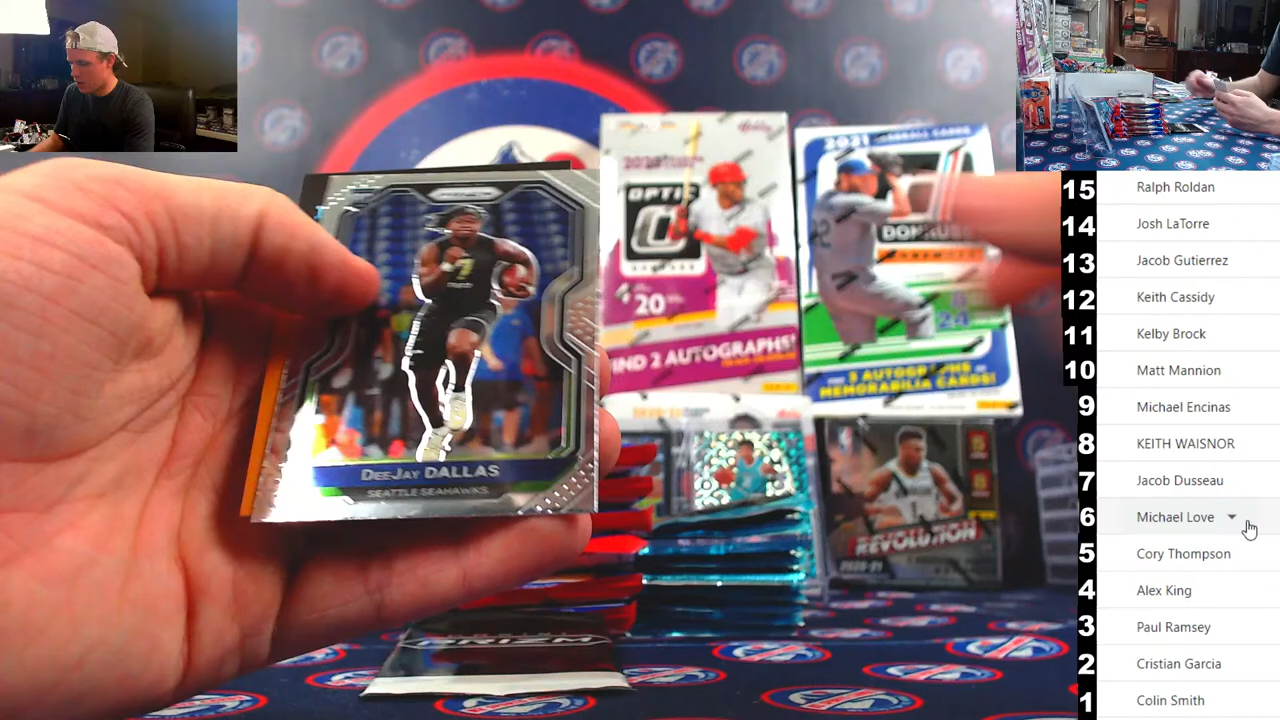 PRIZM
DEEJAY DALLAS
SEATTLE SEAHAWKS
OPTIC
20
FIND 2 AUTOGRAPHS!
2021
DONRUSS
24
3 AUTOGRAPHS OR
MEMORABILIA CARDS!
REVOLUTION
2020-21
PRIZM
15 Ralph Roldan
14 Josh LaTorre
13 Jacob Gutierrez
12 Keith Cassidy
11 Kelby Brock
10 Matt Mannion
9 Michael Encinas
8 KEITH WAISNOR
7 Jacob Dusseau
6 Michael Love
5 Cory Thompson
4 Alex King
3 Paul Ramsey
2 Cristian Garcia
1 Colin Smith